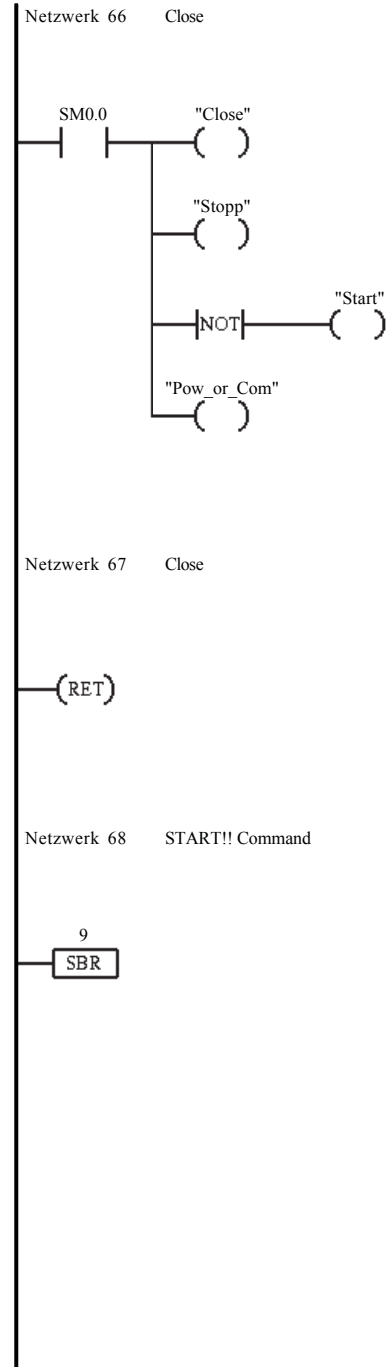 Netzwerk 66 Close
SM0.0 "Close"
"Stopp"
"Start"
NOT
"Pow_or_Com"
Netzwerk 67 Close
RET
Netzwerk 68 START!! Command
9
SBR